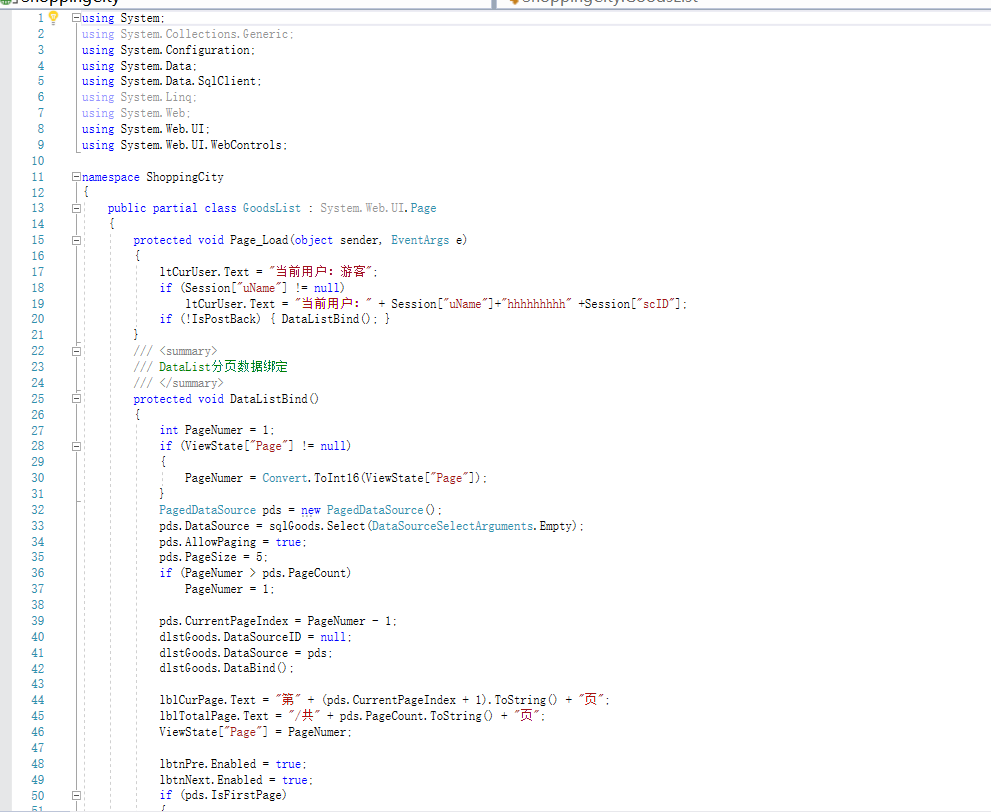 ShoppingCity
ShoppingCity.GoodsList
1 using System;
2 using System.Collections.Generic;
3 using System.Configuration;
4 using System.Data;
5 using System.Data.SqlClient;
6 using System.Linq;
7 using System.Web;
8 using System.Web.UI;
9 using System.Web.UI.WebControls;
10
11 namespace ShoppingCity
12 {
13 public partial class GoodsList : System.Web.UI.Page
14 {
15 protected void Page_Load(object sender, EventArgs e)
16 {
17 ltCurUser.Text = "当前用户：游客";
18 if (Session["uName"] != null)
19 ltCurUser.Text = "当前用户：" + Session["uName"]+"hhhhhhhhh" +Session["scID"];
20 if (!IsPostBack) { DataListBind(); }
21 }
22 /// <summary>
23 /// DataList分页数据绑定
24 /// </summary>
25 protected void DataListBind()
26 {
27 int PageNumer = 1;
28 if (ViewState["Page"] != null)
29 {
30 PageNumer = Convert.ToInt16(ViewState["Page"]);
31 }
32 PagedDataSource pds = new PagedDataSource();
33 pds.DataSource = sqlGoods.Select(DataSourceSelectArguments.Empty);
34 pds.AllowPaging = true;
35 pds.PageSize = 5;
36 if (PageNumer > pds.PageCount)
37 PageNumer = 1;
38
39 pds.CurrentPageIndex = PageNumer - 1;
40 dlstGoods.DataSourceID = null;
41 dlstGoods.DataSource = pds;
42 dlstGoods.DataBind();
43
44 lblCurPage.Text = "第" + (pds.CurrentPageIndex + 1).ToString() + "页";
45 lblTotalPage.Text = "/共" + pds.PageCount.ToString() + "页";
46 ViewState["Page"] = PageNumer;
47
48 lbtnPre.Enabled = true;
49 lbtnNext.Enabled = true;
50 if (pds.IsFirstPage)
51 {